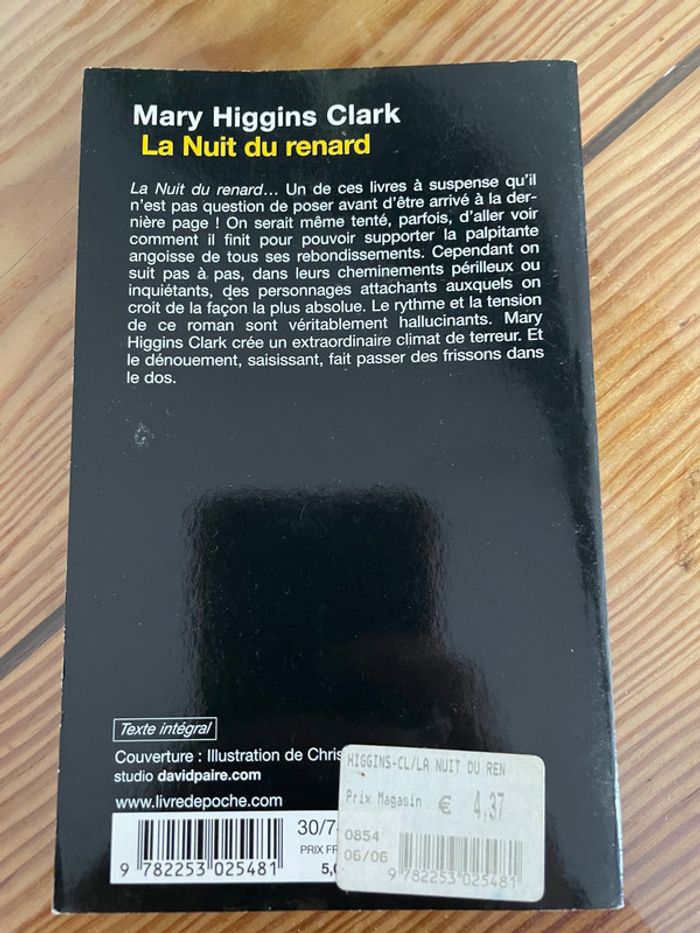 Mary Higgins Clark
La Nuit du renard
La Nuit du renard... Un de ces livres à suspense qu'il
n'est pas question de poser avant d'être arrivé à la der-
nière page ! On serait même tenté, parfois, d'aller voir
comment il finit pour pouvoir supporter la palpitante
angoisse de tous ses rebondissements. Cependant on
suit pas à pas, dans leurs cheminements périlleux ou
inquiétants, des personnages attachants auxquels on
croit de la façon la plus absolue. Le rythme et la tension
de ce roman sont véritablement hallucinants. Mary
Higgins Clark crée un extraordinaire climat de terreur. Et
le dénouement, saisissant, fait passer des frissons dans
le dos.
Texte intégral
Couverture : Illustration de Chris
studio davidpaire.com
www.livredepoche.com
30/7
PRIX FR
5,
9 782253 025481
HIGGINS-CL/LA NUIT DU REN
Prix Magasin € 4,37
0854
06/06
9 782253 025481